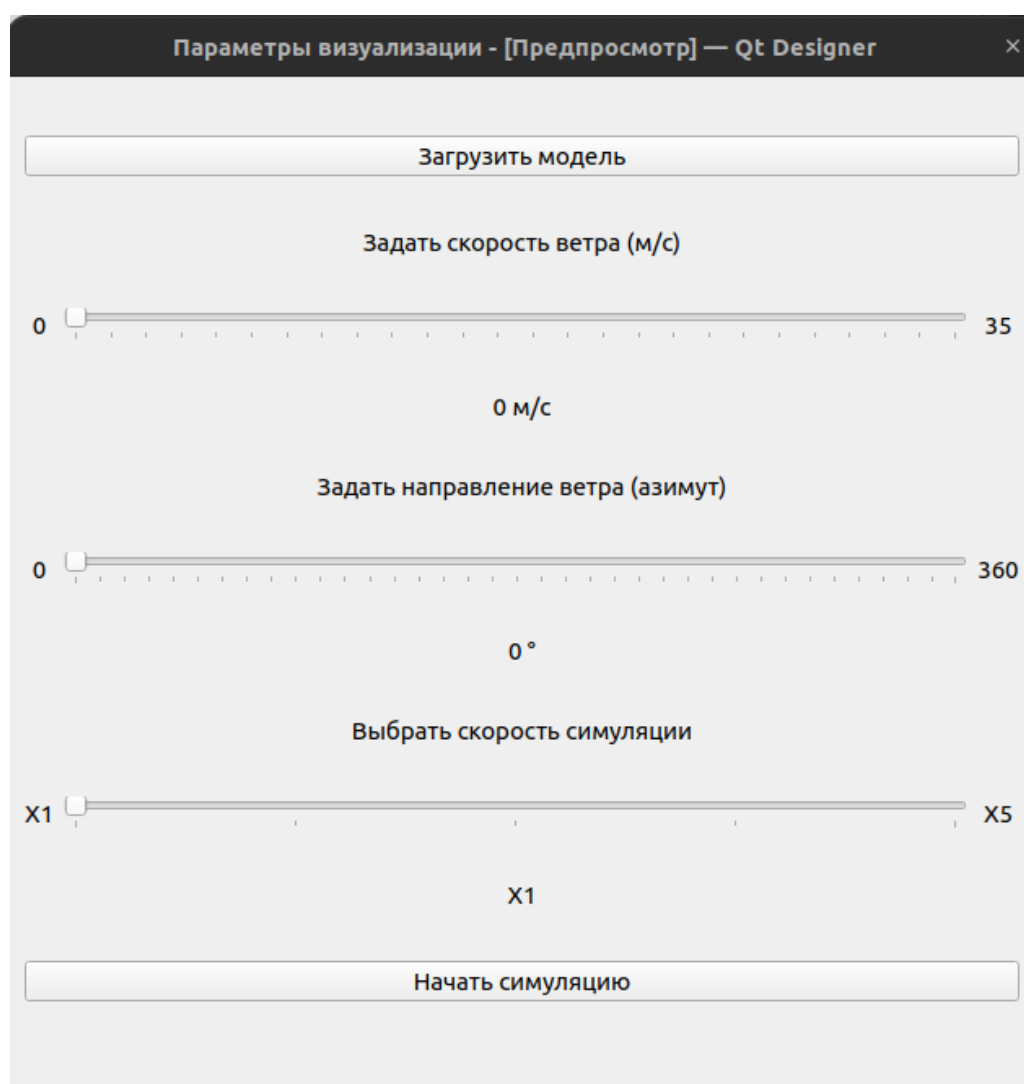 Параметры визуализации - [Предпросмотр] — Qt Designer ×
Загрузить модель
Задать скорость ветра (м/с)
0 35
0 м/с
Задать направление ветра (азимут)
0 360
0 °
Выбрать скорость симуляции
X1 X5
X1
Начать симуляцию